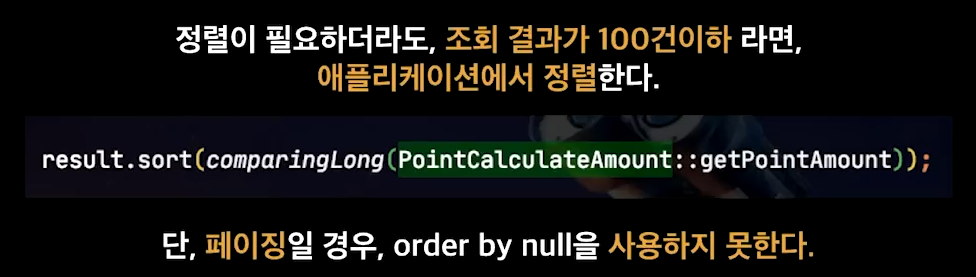 정렬이 필요하더라도, 조회 결과가 100건이하 라면,
애플리케이션에서 정렬한다.
result.sort(comparingLong(PointCalculateAmount::getPointAmount));
단, 페이징일 경우, order by null을 사용하지 못한다.